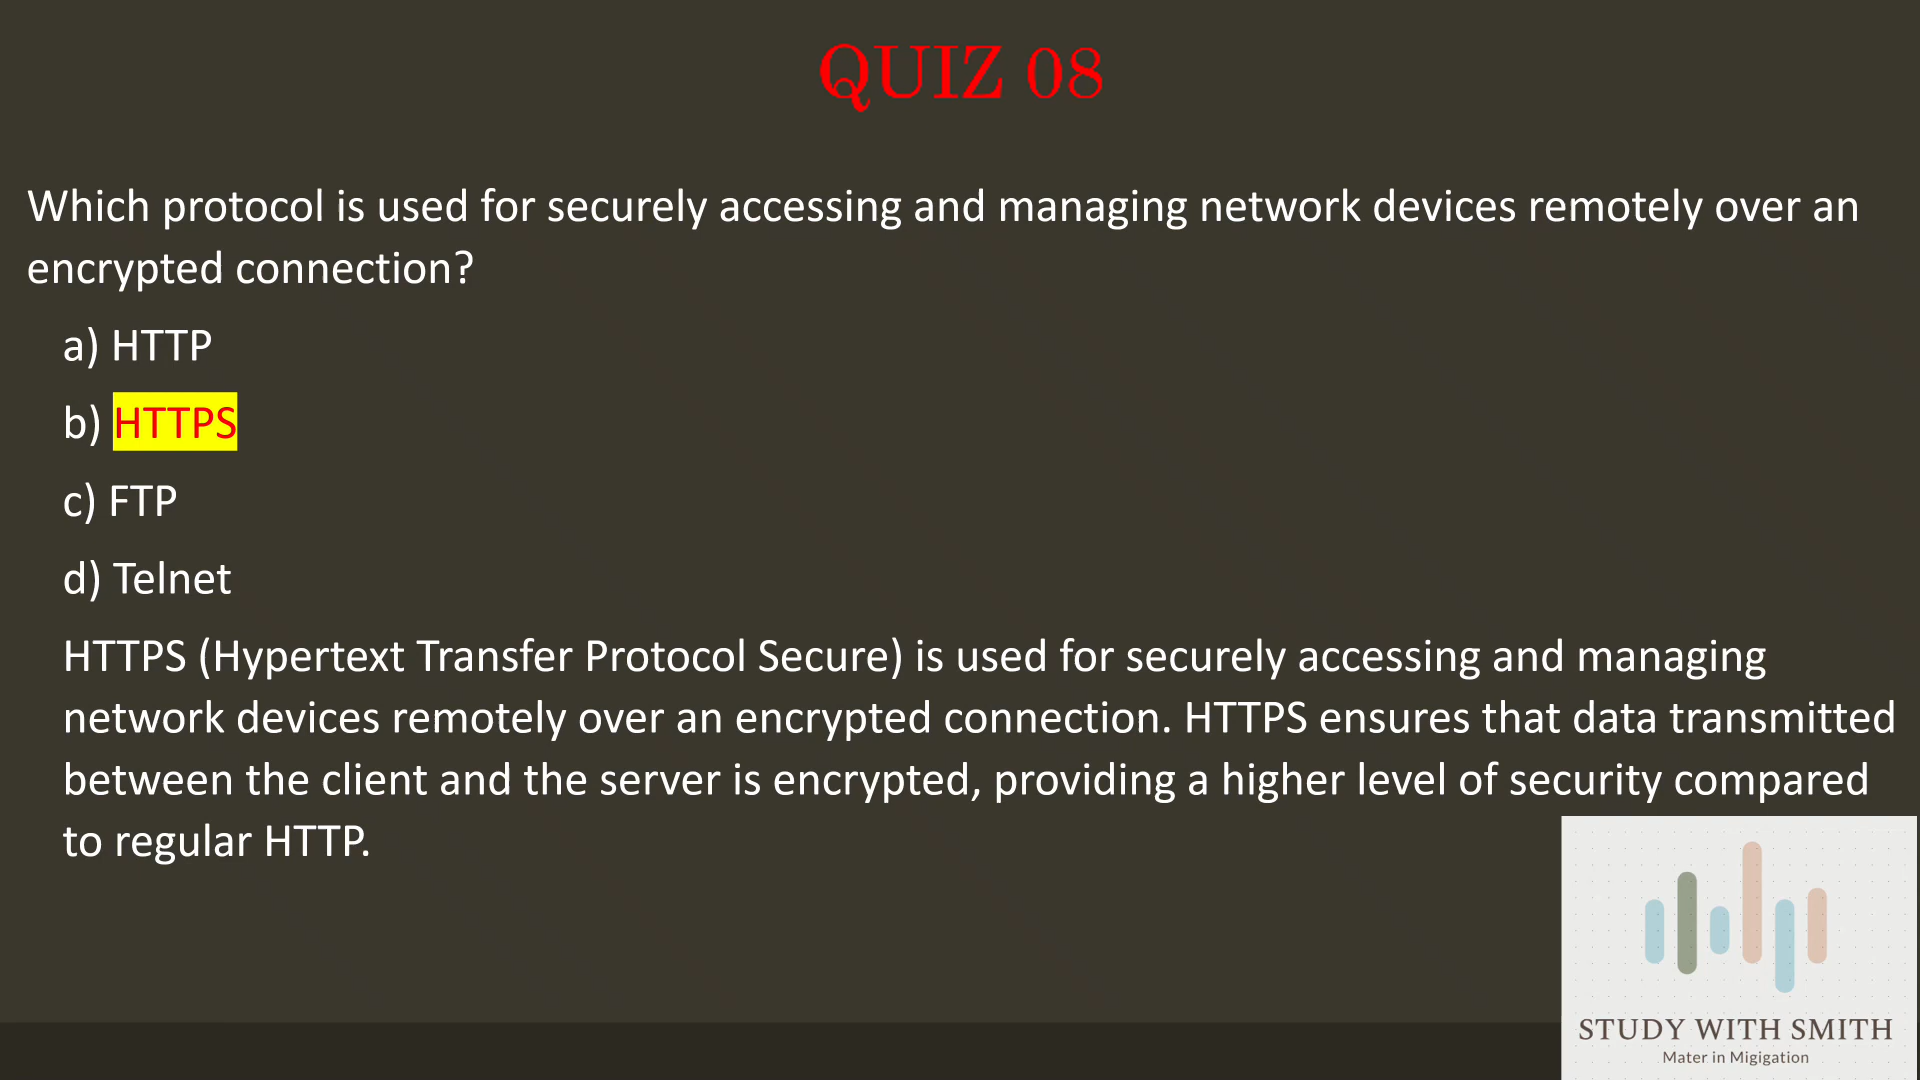 QUIZ 08
Which protocol is used for securely accessing and managing network devices remotely over an
encrypted connection?
a) HTTP
b) HTTPS
c) FTP
d) Telnet
HTTPS (Hypertext Transfer Protocol Secure) is used for securely accessing and managing
network devices remotely over an encrypted connection. HTTPS ensures that data transmitted
between the client and the server is encrypted, providing a higher level of security compared
to regular HTTP.
STUDY WITH SMITH
Mater in Migigation